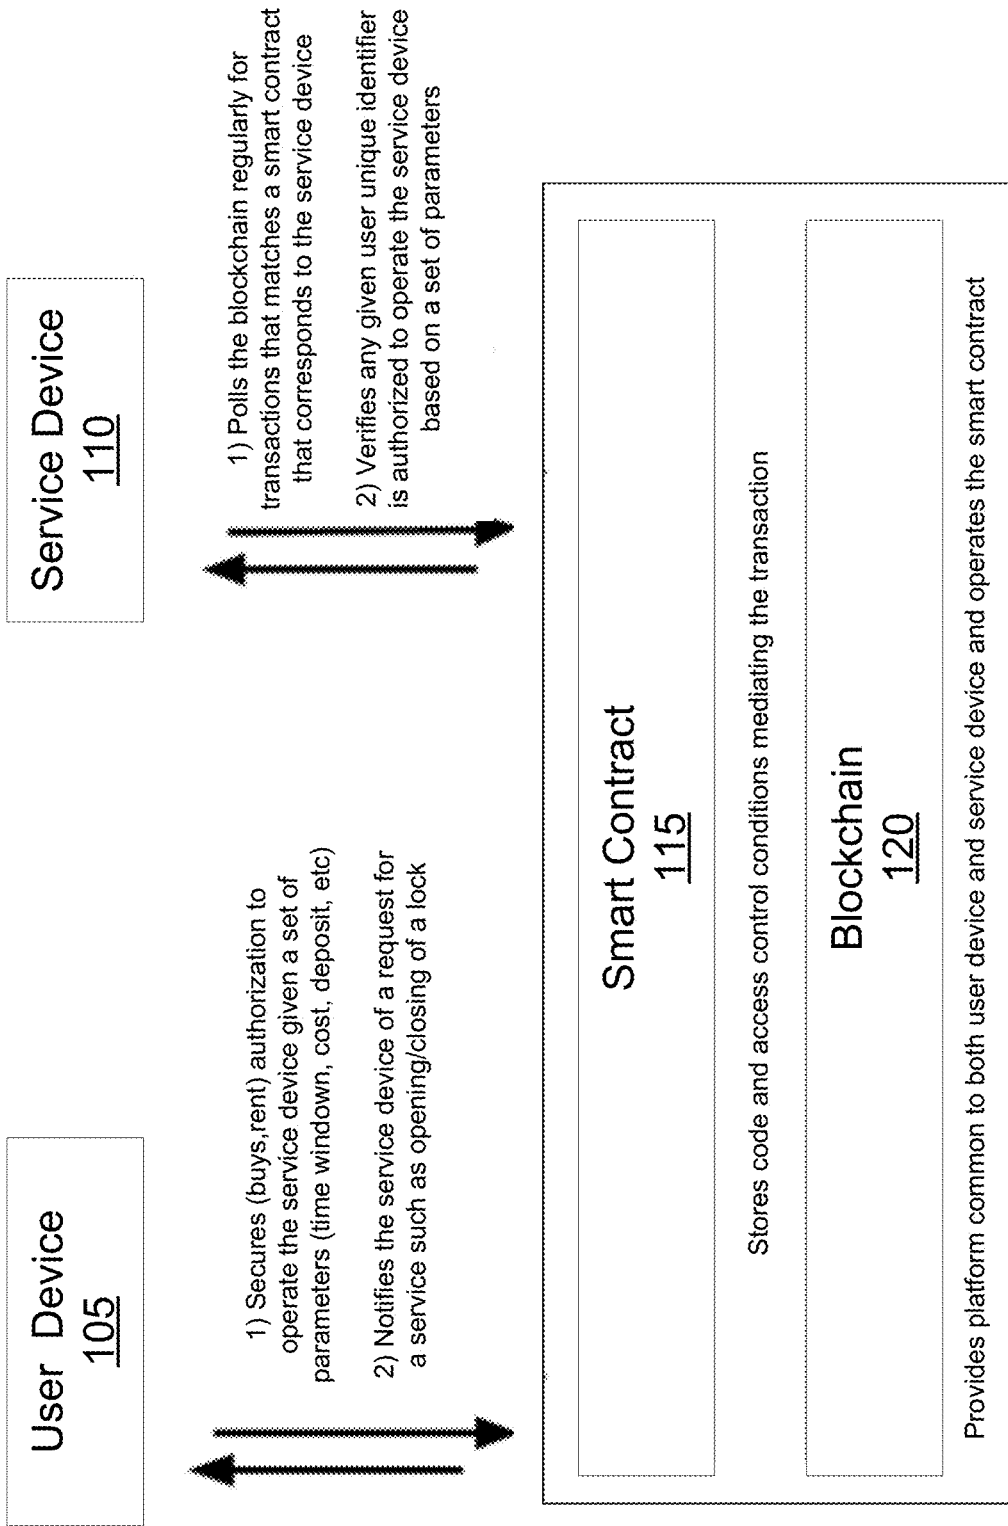 User Device
105
Service Device
110
1) Secures (buys,rent) authorization to
operate the service device given a set of
parameters (time windown, cost, deposit, etc)
2) Notifies the service device of a request for
a service such as opening/closing of a lock
1) Polls the blockchain regularly for
transactions that matches a smart contract
that corresponds to the service device
2) Verifies any given user unique identifier
is authorized to operate the service device
based on a set of parameters
Smart Contract
115
Stores code and access control conditions mediating the transaction
Blockchain
120
Provides platform common to both user device and service device and operates the smart contract